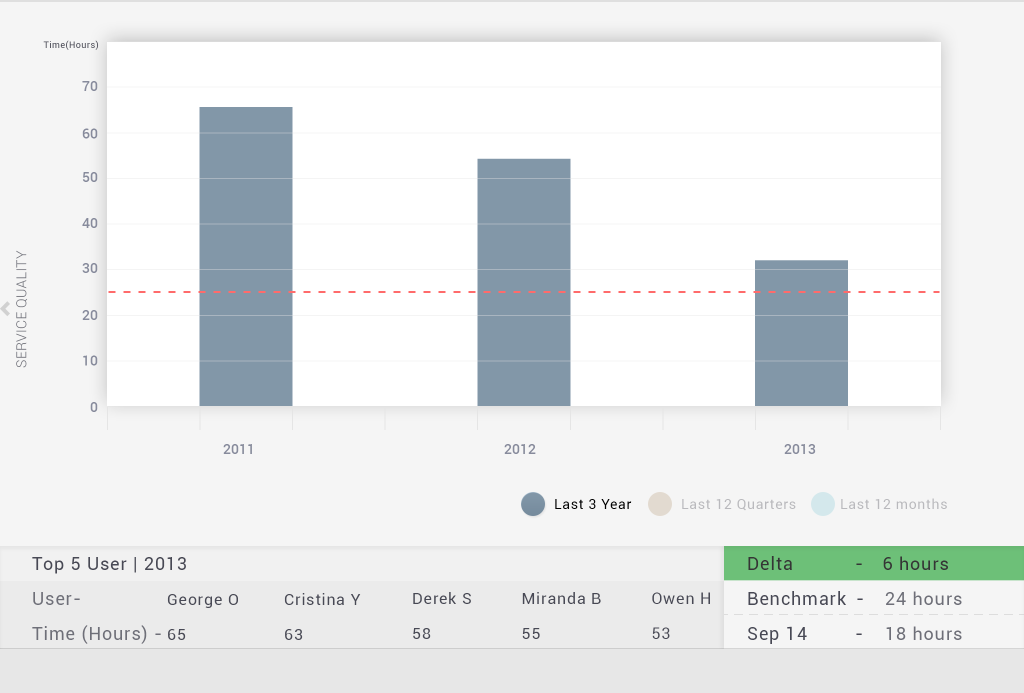 Time(Hours)
70
60
50
40
30
20
10
0
SERVICE QUALITY
2011 2012 2013
Last 3 Year Last 12 Quarters Last 12 months
Top 5 User | 2013
User- George O Cristina Y Derek S Miranda B Owen H
Time (Hours) - 65 63 58 55 53
Delta - 6 hours
Benchmark - 24 hours
Sep 14 - 18 hours